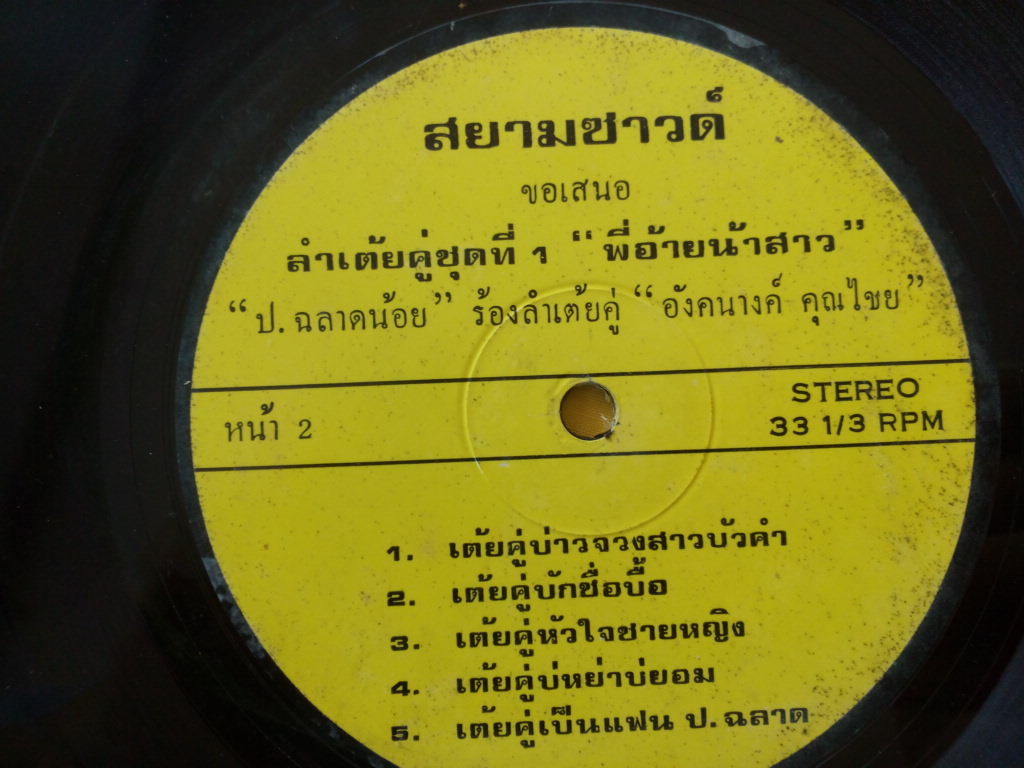 สยามซาวด์
ขอเสนอ
ลำเต้ยคู่ชุดที่ 1 “พี่อ้ายน้าสาว”
“ป.ฉลาดน้อย” ร้องลำเต้ยคู่ “อังคนางค์ คุณไชย”
หน้า 2
STEREO
33 1/3 RPM
1. เต้ยคู่บ่าวจวงสาวบัวคำ
2. เต้ยคู่บักซื่อบื้อ
3. เต้ยคู่หัวใจชายหญิง
4. เต้ยคู่บ่หย่าบ่ยอม
5. เต้ยคู่เป็นแฟน ป.ฉลาด